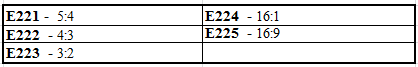 E221 - 5:4
E222 - 4:3
E223 - 3:2
E224 - 16:1
E225 - 16:9